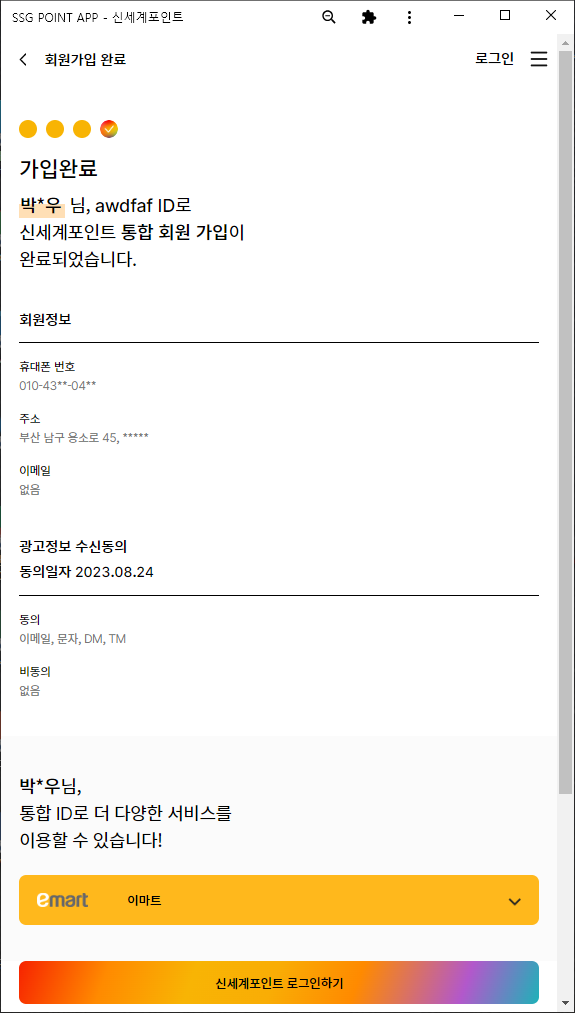 SSG POINT APP - 신세계포인트
회원가입 완료
로그인
가입완료
박*우 님, awdfaf ID로
신세계포인트 통합 회원 가입이
완료되었습니다.
회원정보
휴대폰 번호
010-43**-04**
주소
부산 남구 용소로 45, *****
이메일
없음
광고정보 수신동의
동의일자 2023.08.24
동의
이메일, 문자, DM, TM
비동의
없음
박*우님,
통합 ID로 더 다양한 서비스를
이용할 수 있습니다!
emart 이마트
신세계포인트 로그인하기